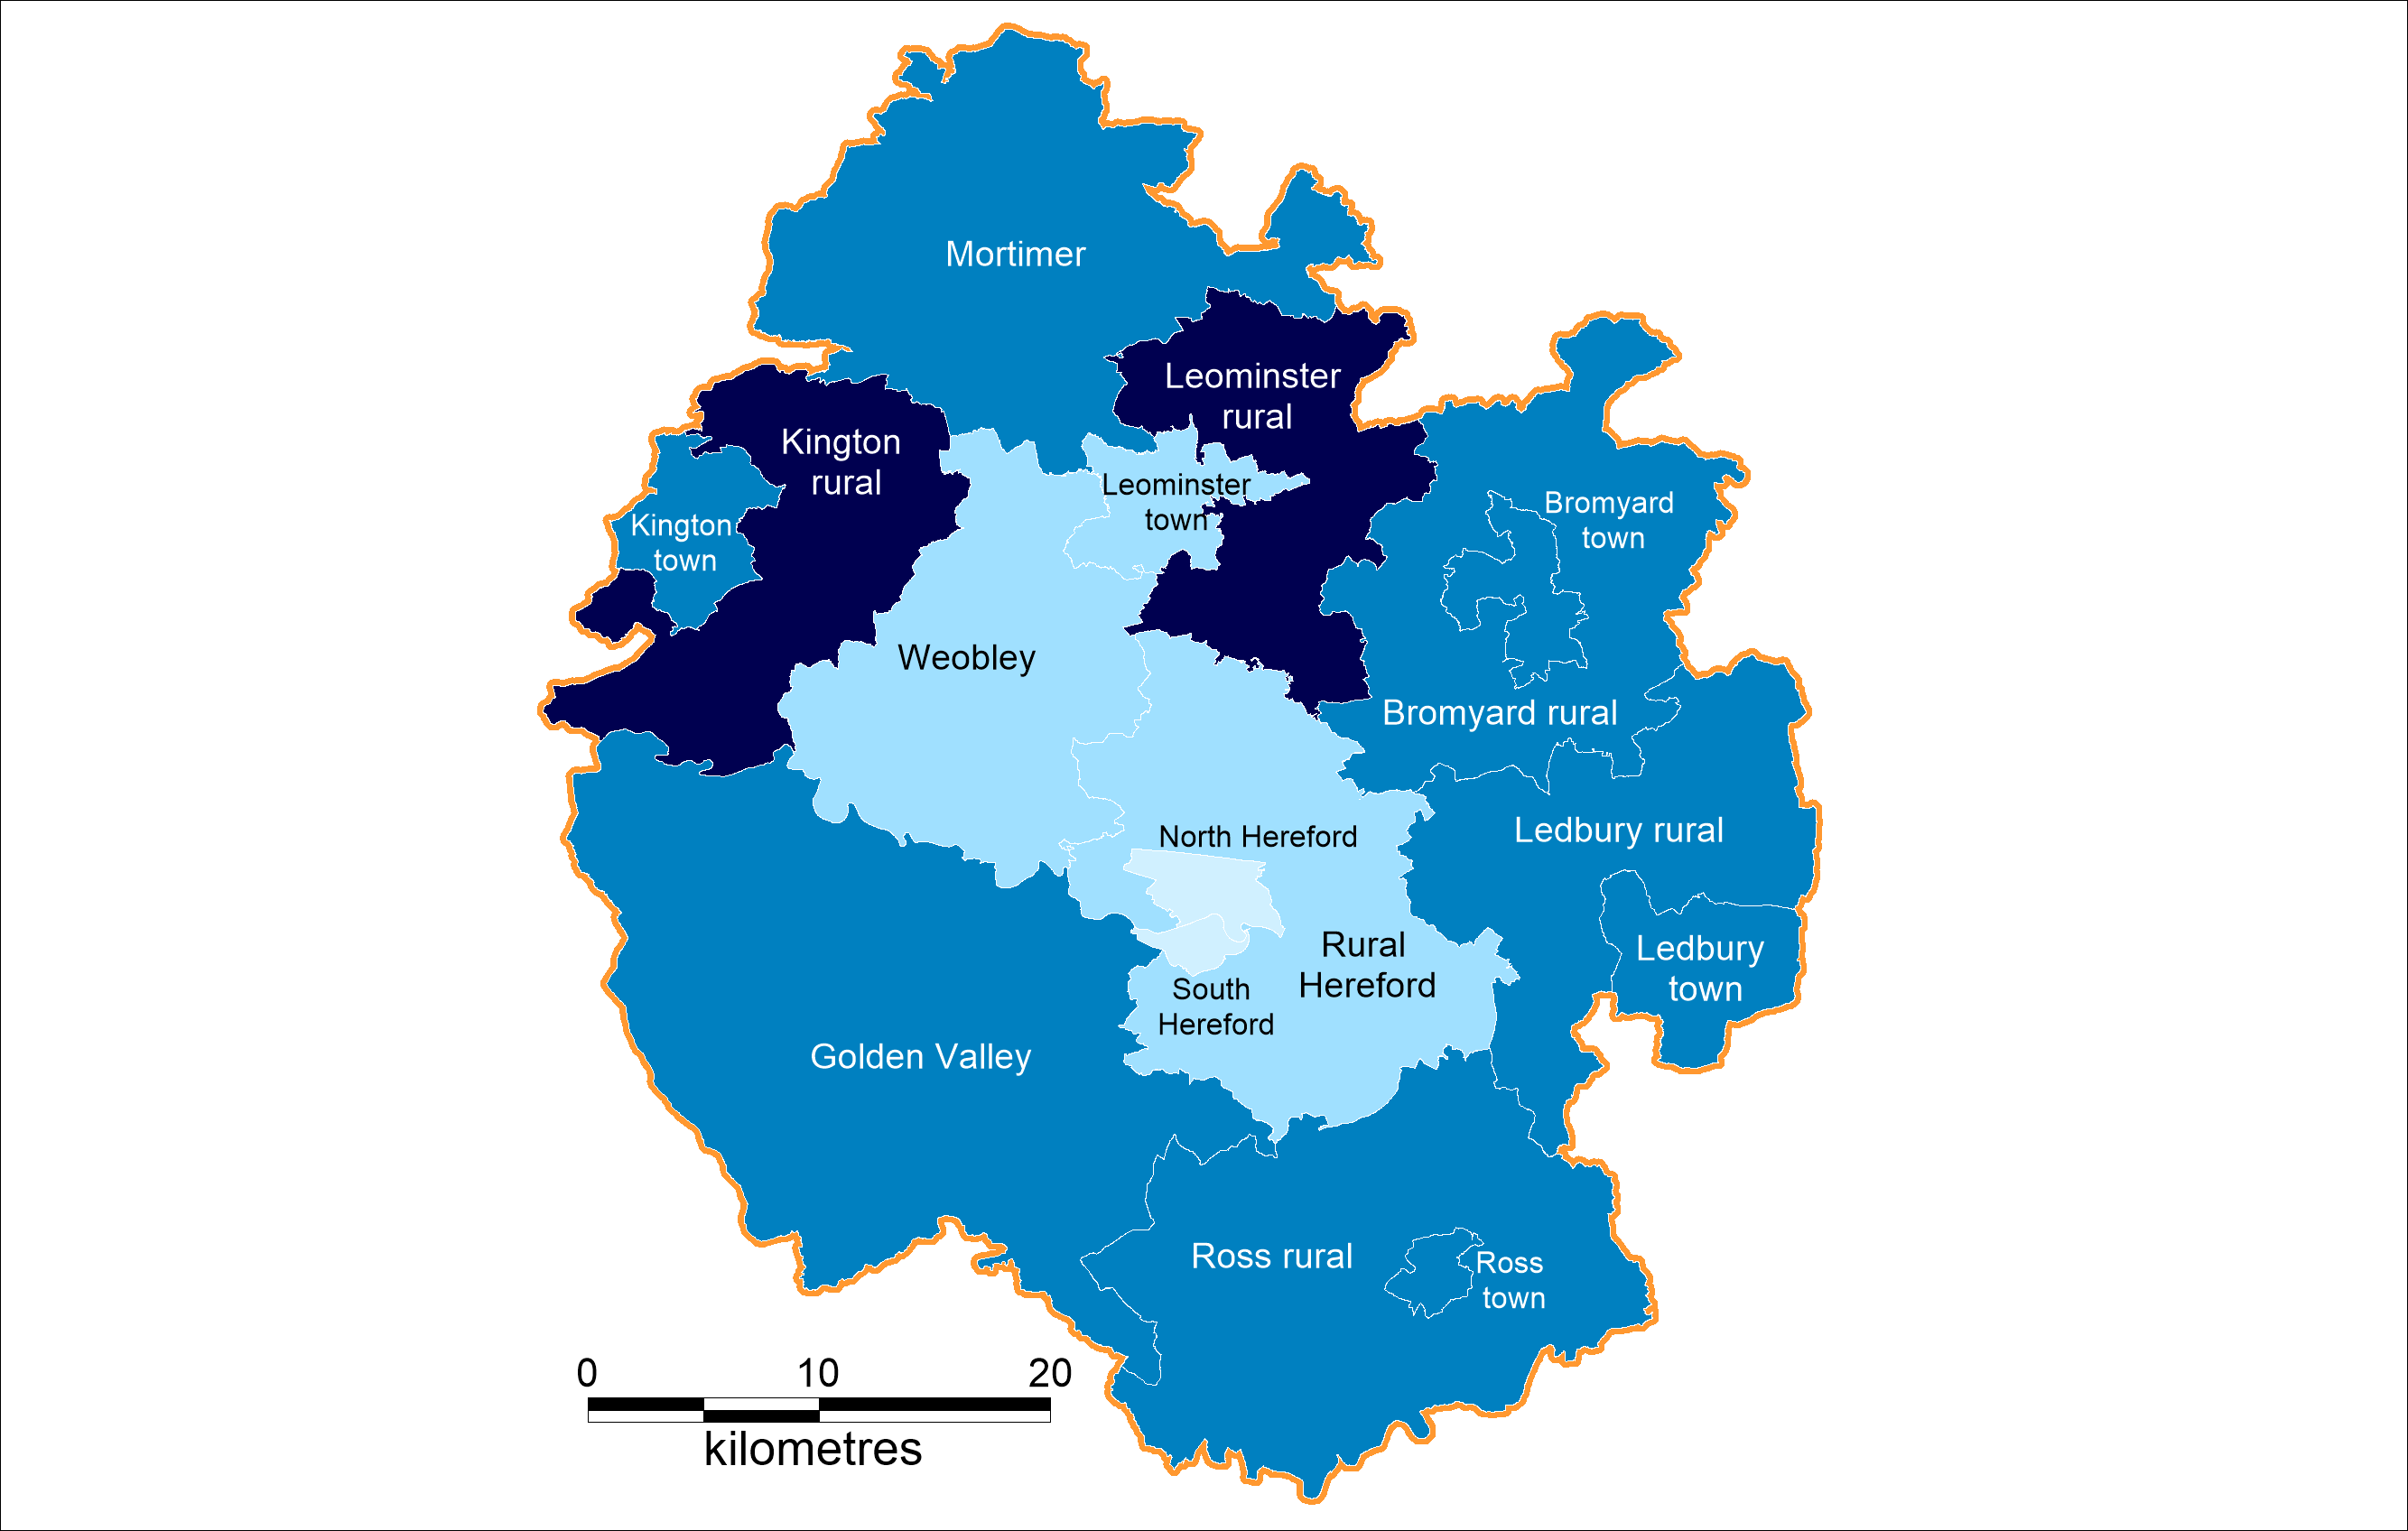 Mortimer
Leominster
rural
Kington
rural
Leominster
town
Kington
town
Bromyard
town
Weobley
Bromyard rural
North Hereford
Ledbury rural
Rural
Hereford
Ledbury
town
South
Hereford
Golden Valley
Ross rural
Ross
town
0 10 20
kilometres